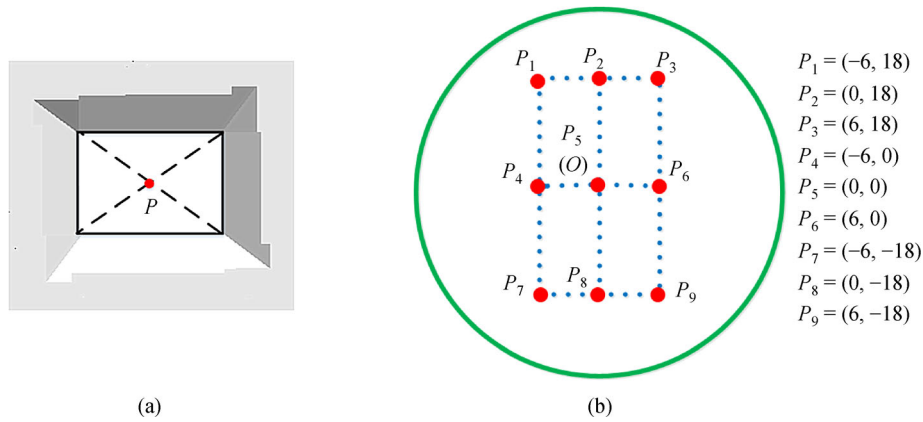 P
(a)
P1 P2 P3
P5
(O)
P4 P6
P7 P8 P9
(b)
P1 = (−6, 18)
P2 = (0, 18)
P3 = (6, 18)
P4 = (−6, 0)
P5 = (0, 0)
P6 = (6, 0)
P7 = (−6, −18)
P8 = (0, −18)
P9 = (6, −18)